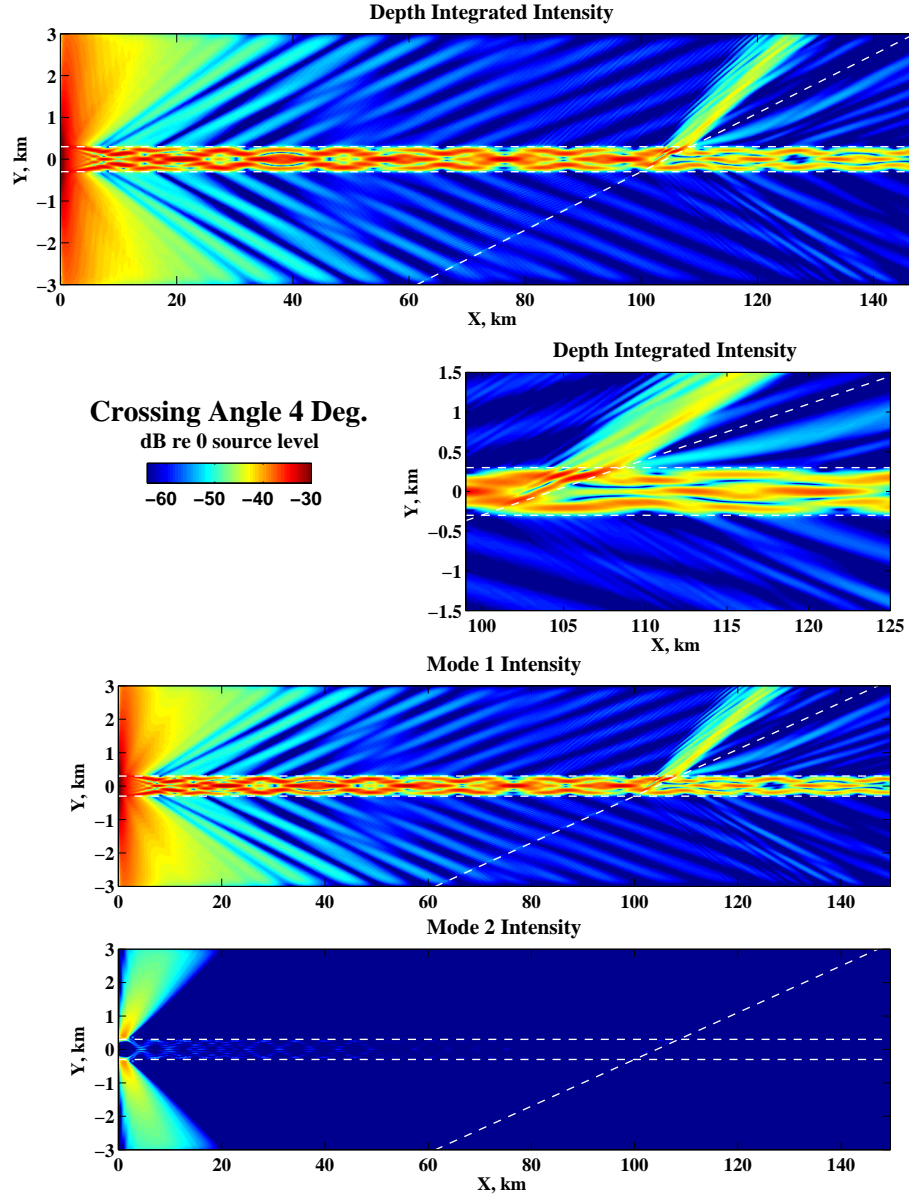 Depth Integrated Intensity
3
2
1
0
−1
−2
−3
Y, km
0 20 40 60 80 100 120 140
X, km
Depth Integrated Intensity
Crossing Angle 4 Deg.
dB re 0 source level
−60 −50 −40 −30
1.5
1
0.5
0
−0.5
−1
−1.5
Y, km
100 105 110 115 120 125
X, km
Mode 1 Intensity
3
2
1
0
−1
−2
−3
Y, km
0 20 40 60 80 100 120 140
Mode 2 Intensity
3
2
1
0
−1
−2
−3
Y, km
0 20 40 60 80 100 120 140
X, km